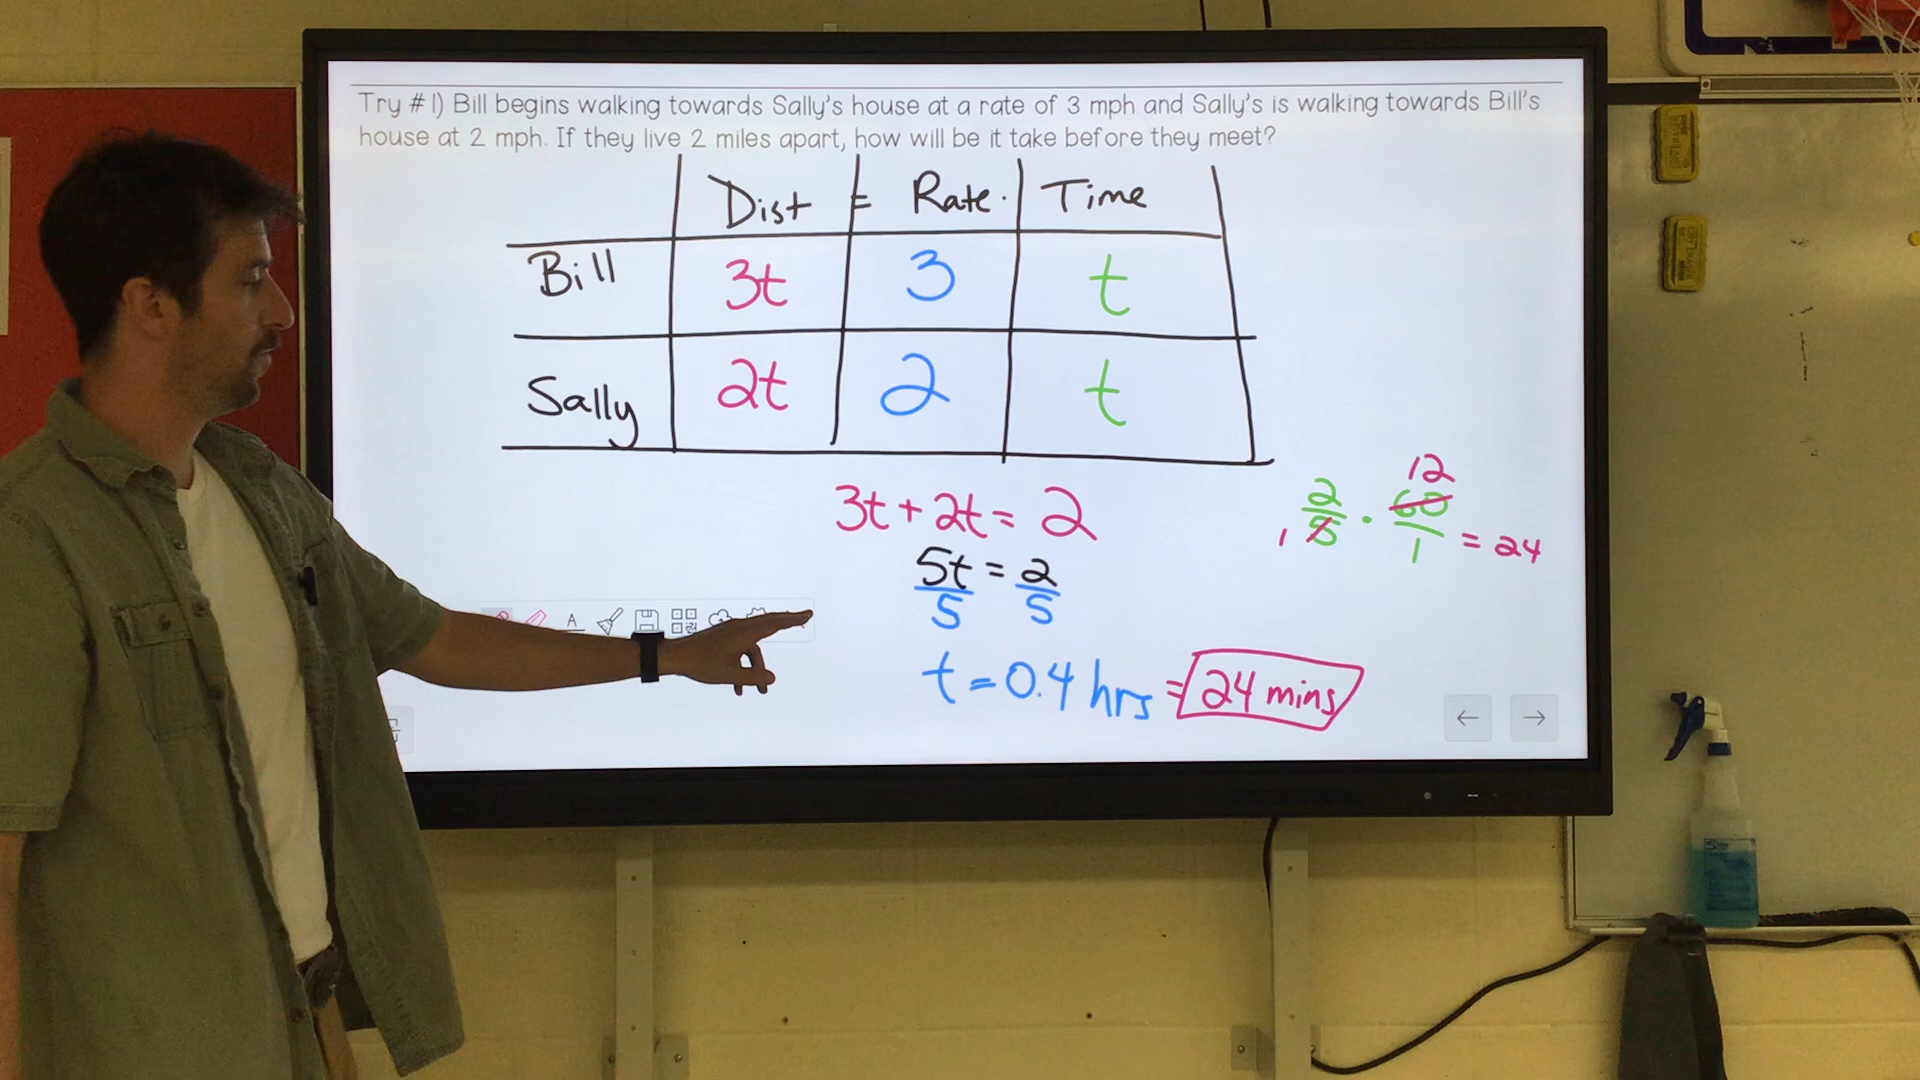 Try #1) Bill begins walking towards Sally's house at a rate of 3 mph and Sally's is walking towards Bill's
house at 2 mph. If they live 2 miles apart, how will be it take before they meet?
Dist = Rate · Time
Bill 3t 3 t
Sally 2t 2 t
3t + 2t = 2
5t = 2
5 5
t = 0.4 hrs = 24 mins
12
2 60
1 5 · 1 = 24
A